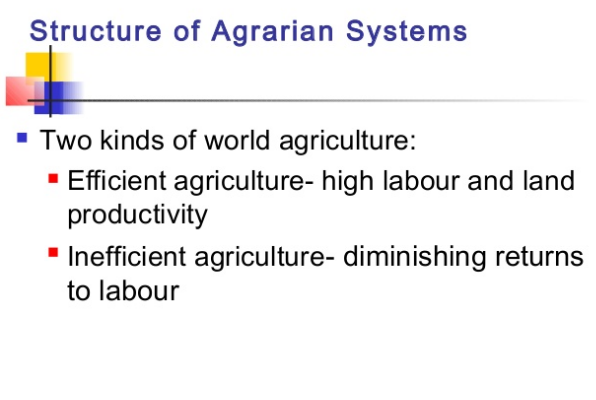 Structure of Agrarian Systems
Two kinds of world agriculture:
Efficient agriculture- high labour and land
productivity
Inefficient agriculture- diminishing returns
to labour